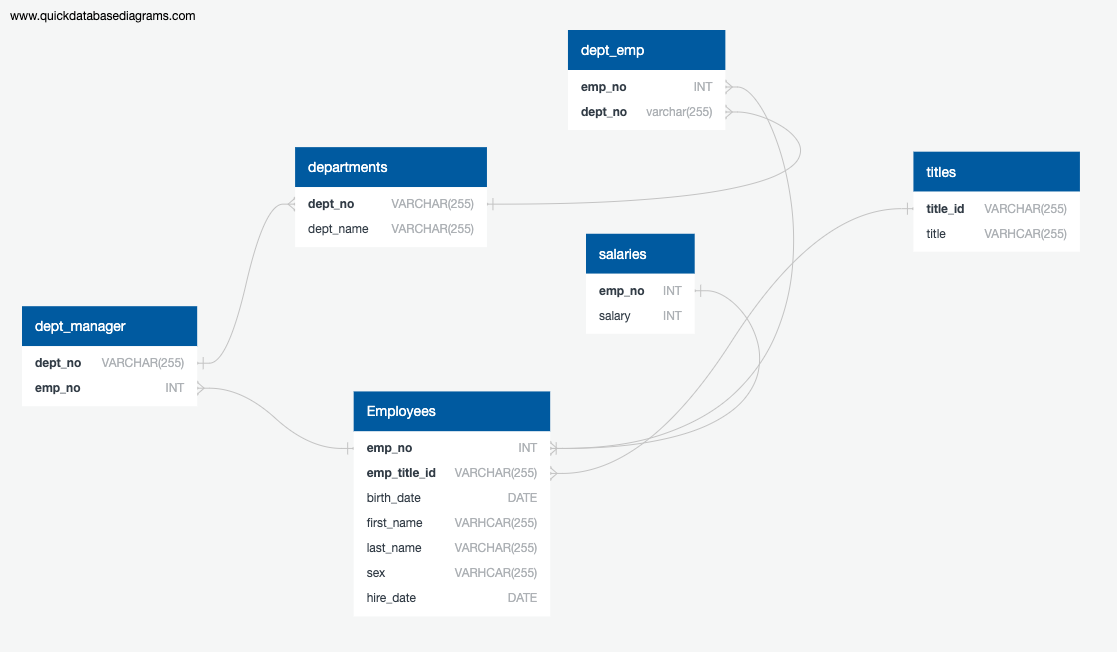 www.quickdatabasediagrams.com
dept_emp
emp_no INT
dept_no varchar(255)
departments
dept_no VARCHAR(255)
dept_name VARCHAR(255)
titles
title_id VARCHAR(255)
title VARHCAR(255)
salaries
emp_no INT
salary INT
dept_manager
dept_no VARCHAR(255)
emp_no INT
Employees
emp_no INT
emp_title_id VARCHAR(255)
birth_date DATE
first_name VARHCAR(255)
last_name VARCHAR(255)
sex VARHCAR(255)
hire_date DATE